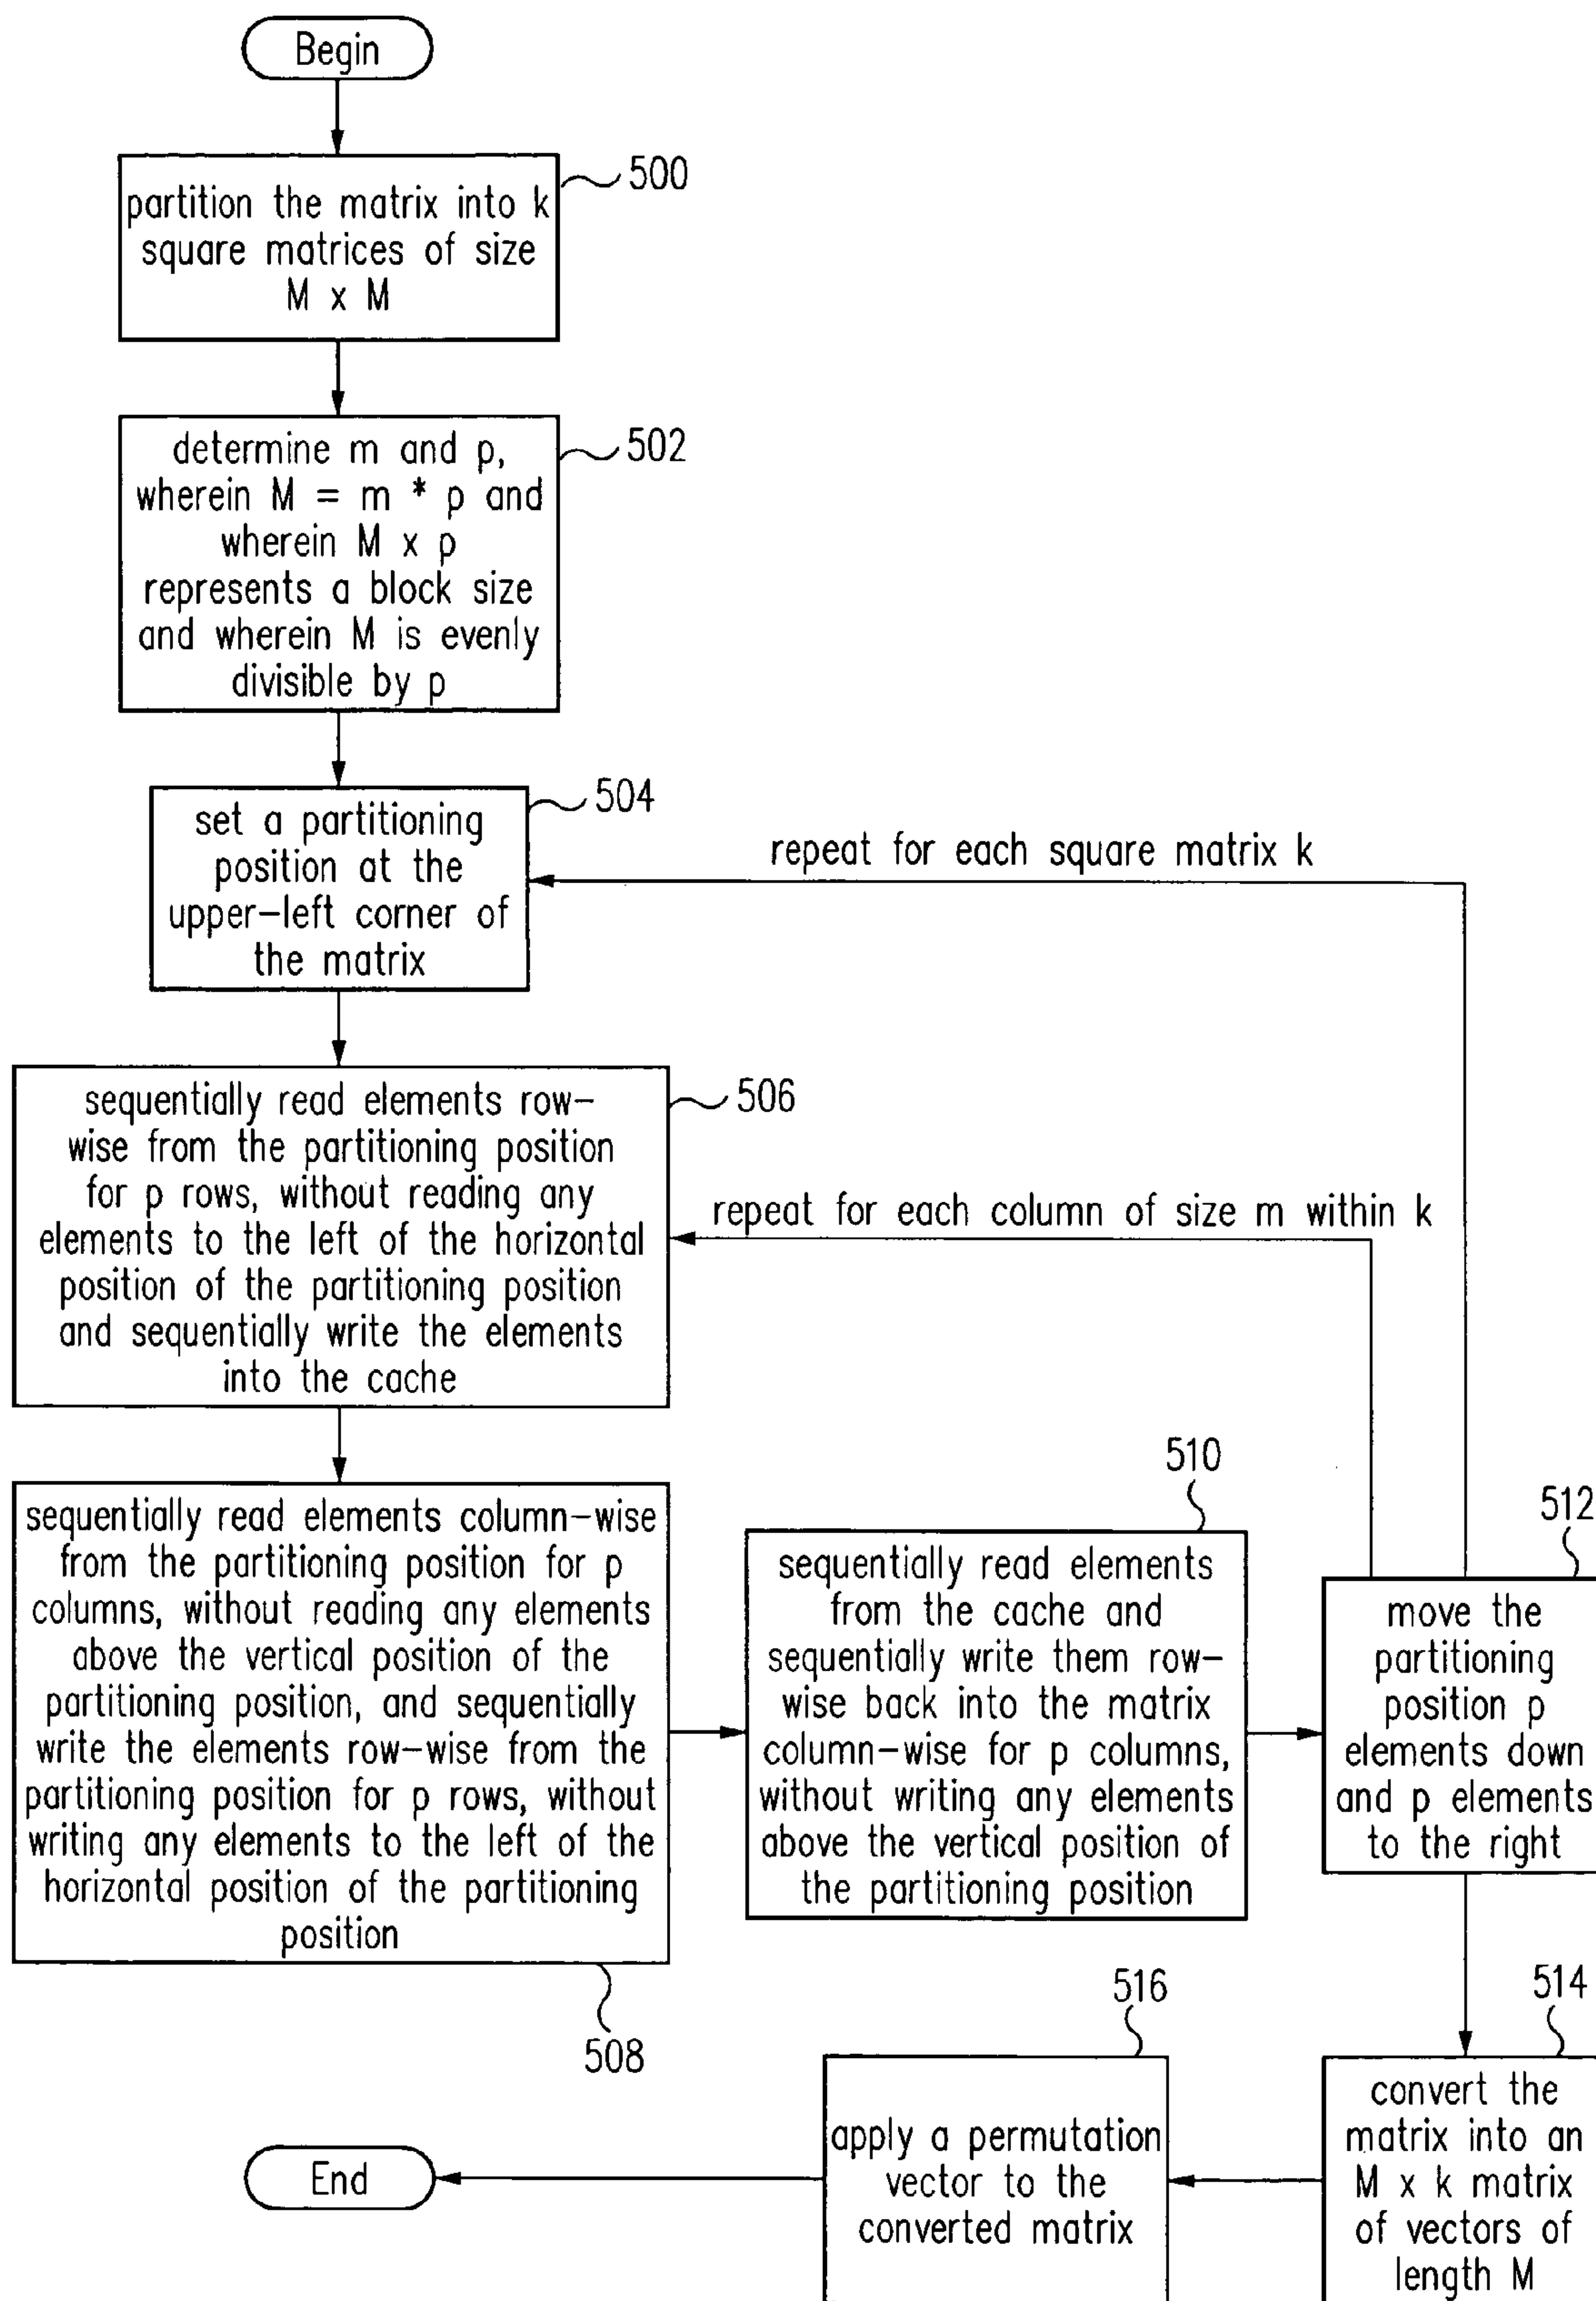 Begin
500
partition the matrix into k
square matrices of size
M x M
502
determine m and p,
wherein M = m * p and
wherein M x p
represents a block size
and wherein M is evenly
divisible by p
504
set a partitioning
position at the
upper-left corner of
the matrix
repeat for each square matrix k
506
sequentially read elements row-
wise from the partitioning position
for p rows, without reading any
elements to the left of the horizontal
position of the partitioning position
and sequentially write the elements
into the cache
repeat for each column of size m within k
sequentially read elements column-wise
from the partitioning position for p
columns, without reading any elements
above the vertical position of the
partitioning position, and sequentially
write the elements row-wise from the
partitioning position for p rows, without
writing any elements to the left of the
horizontal position of the partitioning
position
508
510
sequentially read elements
from the cache and
sequentially write them row-
wise back into the matrix
column-wise for p columns,
without writing any elements
above the vertical position of
the partitioning position
512
move the
partitioning
position p
elements down
and p elements
to the right
514
convert the
matrix into an
M x k matrix
of vectors of
length M
516
apply a permutation
vector to the
converted matrix
End